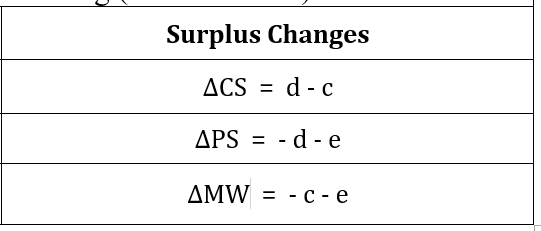 Surplus Changes
ΔCS = d - c
ΔPS = - d - e
ΔMW = - c - e